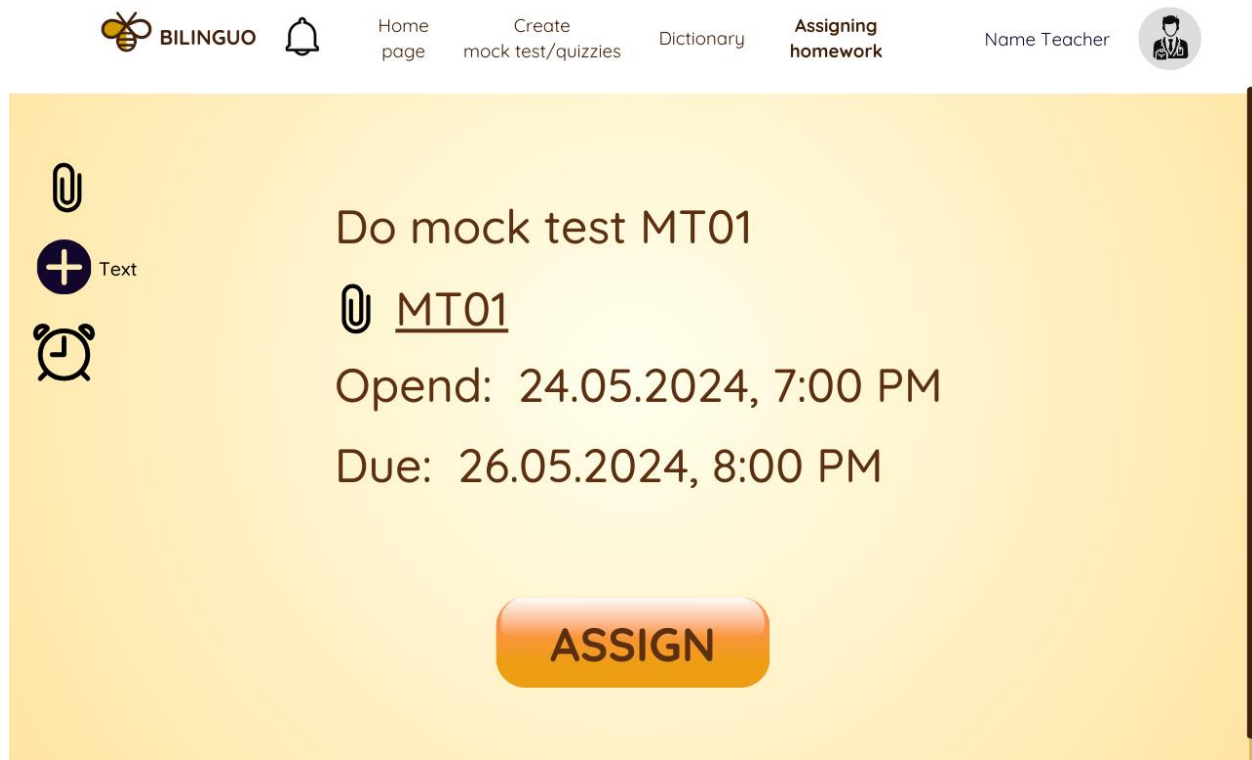 BILINGUO
Home
page
Create
mock test/quizzies
Dictionary
Assigning
homework
Name Teacher
Text
Do mock test MT01
MT01
Opend: 24.05.2024, 7:00 PM
Due: 26.05.2024, 8:00 PM
ASSIGN